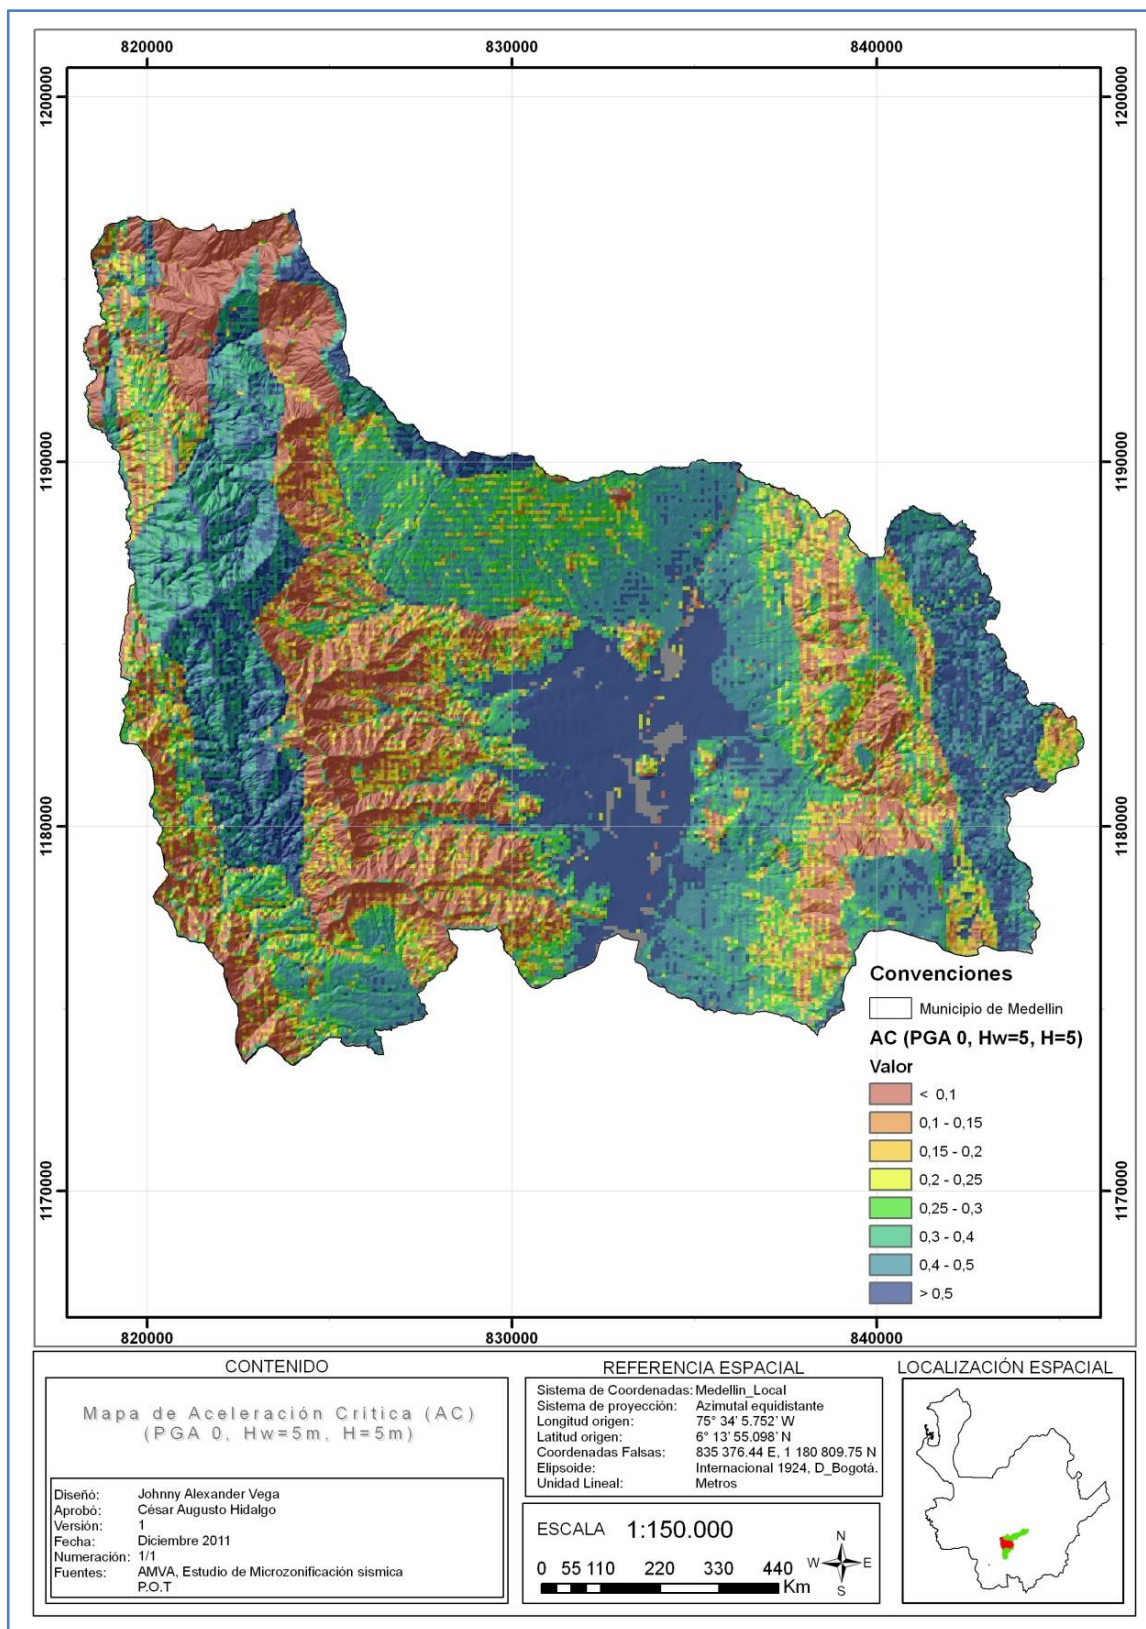 820000 830000 840000
1200000 1200000
1190000 1190000
1180000 1180000
1170000 1170000
Convenciones
Municipio de Medellin
AC (PGA 0, Hw=5, H=5)
Valor
< 0,1
0,1 - 0,15
0,15 - 0,2
0,2 - 0,25
0,25 - 0,3
0,3 - 0,4
0,4 - 0,5
> 0,5
820000 830000 840000
CONTENIDO
Mapa de Aceleración Crítica (AC)
(PGA 0, Hw=5m, H=5m)
Diseñó: Johnny Alexander Vega
Aprobó: César Augusto Hidalgo
Versión: 1
Fecha: Diciembre 2011
Numeración: 1/1
Fuentes: AMVA, Estudio de Microzonificación sismica
P.O.T
REFERENCIA ESPACIAL
Sistema de Coordenadas: Medellin_Local
Sistema de proyección: Azimutal equidistante
Longitud origen: 75° 34' 5.752' W
Latitud origen: 6° 13' 55.098' N
Coordenadas Falsas: 835 376.44 E, 1 180 809.75 N
Elipsoide: Internacional 1924, D_Bogotá.
Unidad Lineal: Metros
ESCALA 1:150.000
0 55 110 220 330 440
Km
N
W E
S
LOCALIZACIÓN ESPACIAL